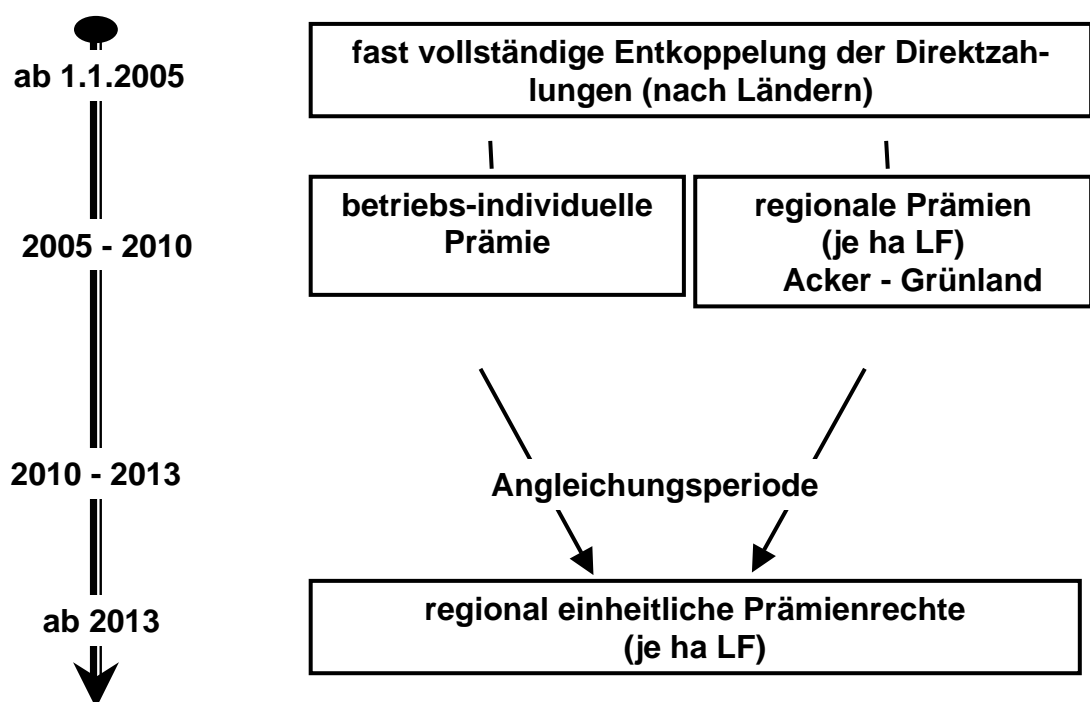 ab 1.1.2005
fast vollständige Entkoppelung der Direktzah-
lungen (nach Ländern)
2005 - 2010
betriebs-individuelle
Prämie
regionale Prämien
(je ha LF)
Acker - Grünland
2010 - 2013
Angleichungsperiode
ab 2013
regional einheitliche Prämienrechte
(je ha LF)